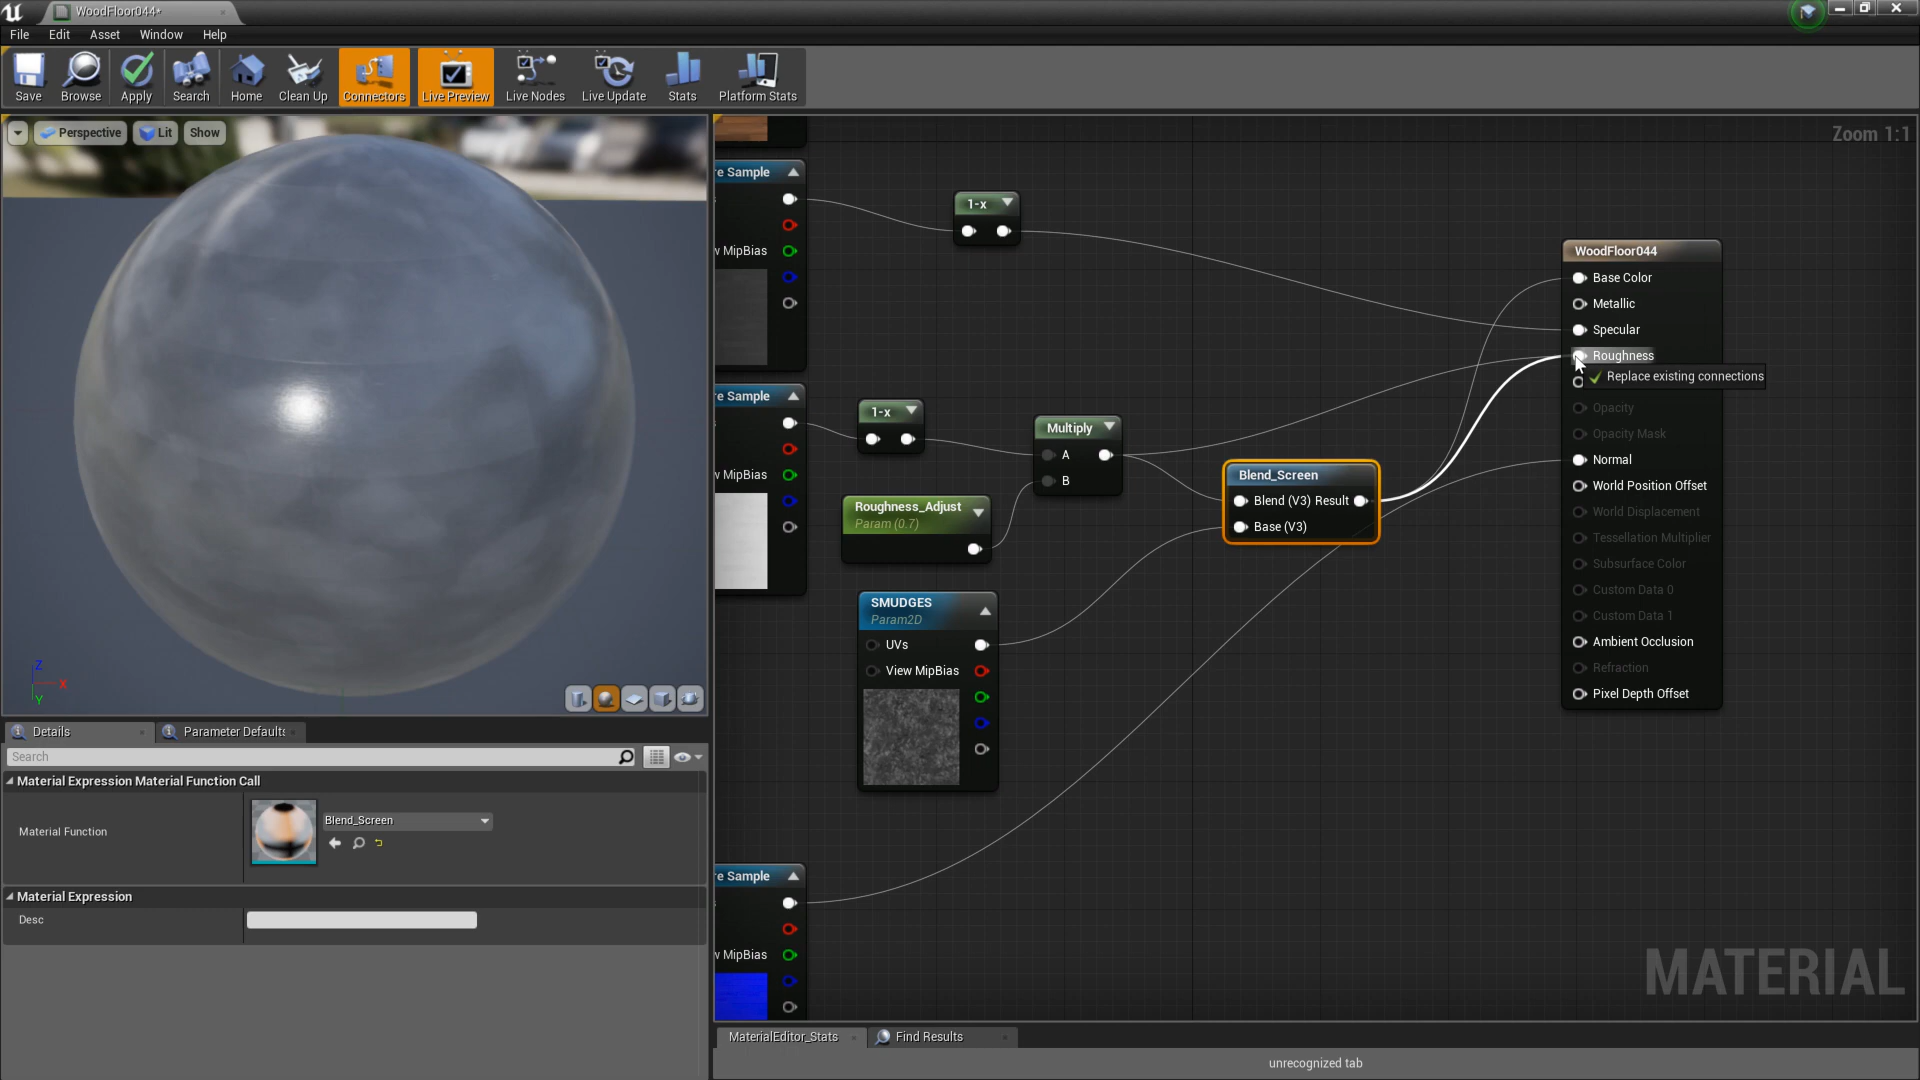 WoodFloor044*
File Edit Asset Window Help
Save Browse Apply Search Home Clean Up Connectors Live Preview Live Nodes Live Update Stats Platform Stats
Perspective Lit Show
Zoom 1:1
re Sample
w MipBias
1-x
re Sample
w MipBias
1-x
Multiply
A
B
Roughness_Adjust
Param (0.7)
SMUDGES
Param2D
UVs
View MipBias
Blend_Screen
Blend (V3) Result
Base (V3)
WoodFloor044
Base Color
Metallic
Specular
Roughness
Replace existing connections
Opacity
Opacity Mask
Normal
World Position Offset
World Displacement
Tessellation Multiplier
Subsurface Color
Custom Data 0
Custom Data 1
Ambient Occlusion
Refraction
Pixel Depth Offset
re Sample
w MipBias
MATERIAL
Z
X
Y
Details Parameter Defaults
Search
Material Expression Material Function Call
Material Function
Blend_Screen
Material Expression
Desc
MaterialEditor_Stats Find Results
unrecognized tab